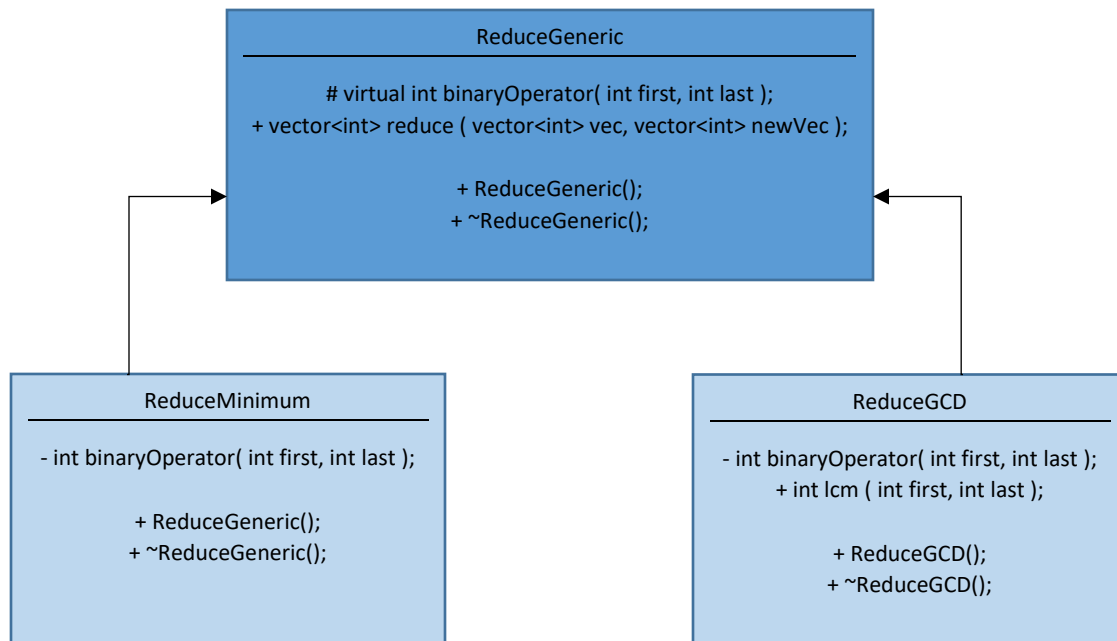 ReduceGeneric
# virtual int binaryOperator( int first, int last );
+ vector<int> reduce ( vector<int> vec, vector<int> newVec );
+ ReduceGeneric();
+ ~ReduceGeneric();
ReduceMinimum
- int binaryOperator( int first, int last );
+ ReduceGeneric();
+ ~ReduceGeneric();
ReduceGCD
- int binaryOperator( int first, int last );
+ int lcm ( int first, int last );
+ ReduceGCD();
+ ~ReduceGCD();